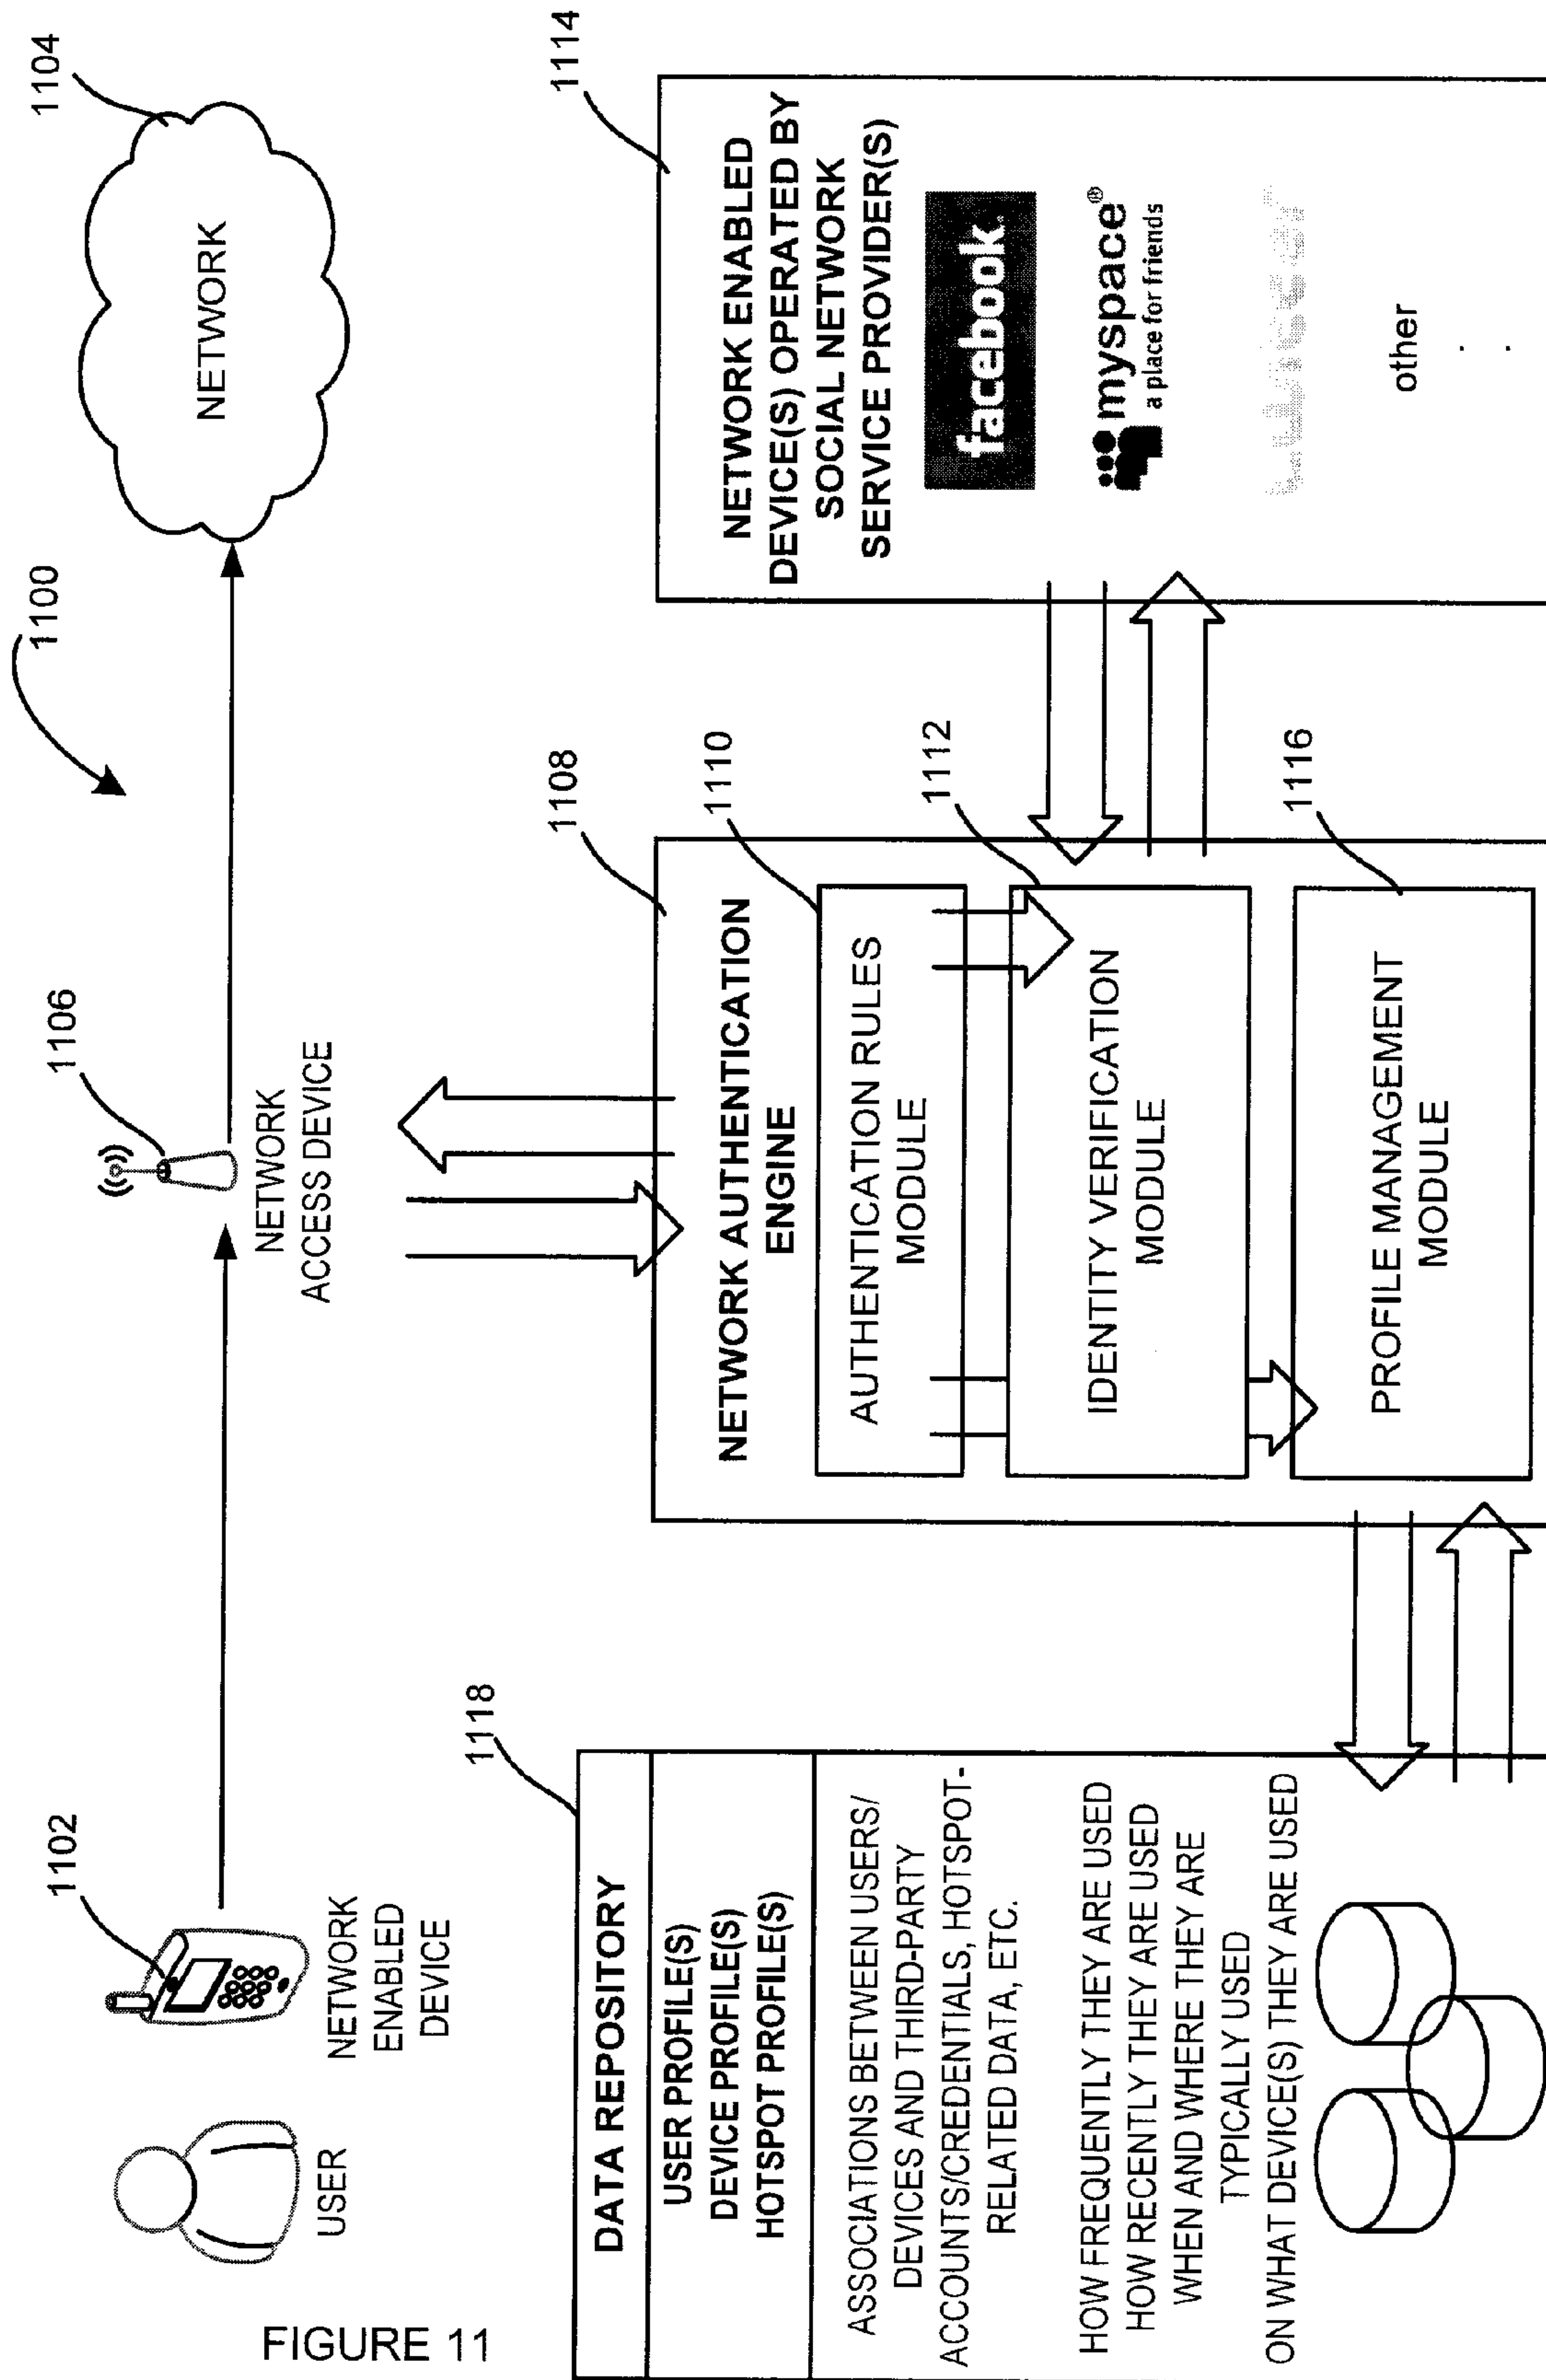 1100
1104
NETWORK
1106
NETWORK
ACCESS DEVICE
1102
NETWORK
ENABLED
DEVICE
USER
1118
DATA REPOSITORY
USER PROFILE(S)
DEVICE PROFILE(S)
HOTSPOT PROFILE(S)
ASSOCIATIONS BETWEEN USERS/
DEVICES AND THIRD-PARTY
ACCOUNTS/CREDENTIALS, HOTSPOT-
RELATED DATA, ETC.
HOW FREQUENTLY THEY ARE USED
HOW RECENTLY THEY ARE USED
WHEN AND WHERE THEY ARE
TYPICALLY USED
ON WHAT DEVICE(S) THEY ARE USED
1108
NETWORK AUTHENTICATION
ENGINE
1110
AUTHENTICATION RULES
MODULE
1112
IDENTITY VERIFICATION
MODULE
1116
PROFILE MANAGEMENT
MODULE
1114
NETWORK ENABLED
DEVICE(S) OPERATED BY
SOCIAL NETWORK
SERVICE PROVIDER(S)
facebook
myspace®
a place for friends
other
FIGURE 11